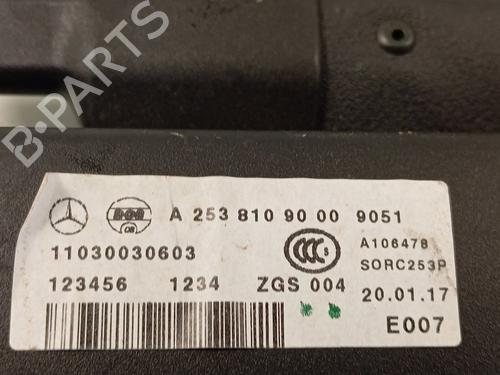 B-PARTS
A 253 810 90 00 9051
11030030603
A106478
SORC253P
123456 1234 ZGS 004
20.01.17
E007